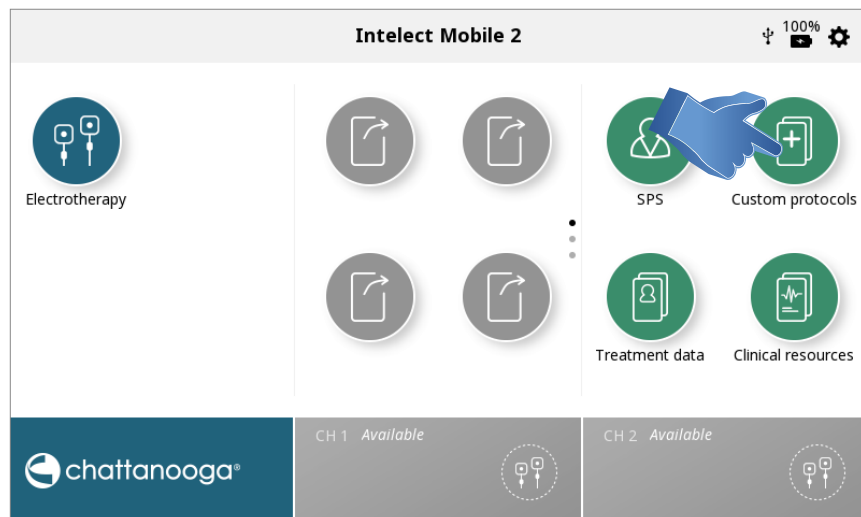 Intelect Mobile 2
100%
Electrotherapy
SPS
Custom protocols
Treatment data
Clinical resources
chattanooga®
CH 1 Available
CH 2 Available